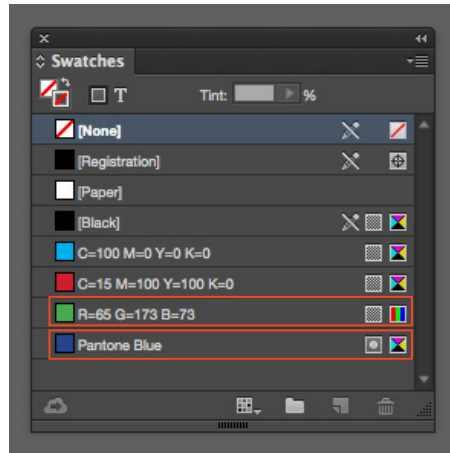 Swatches
T Tint: %
[None]
[Registration]
[Paper]
[Black]
C=100 M=0 Y=0 K=0
C=15 M=100 Y=100 K=0
R=65 G=173 B=73
Pantone Blue